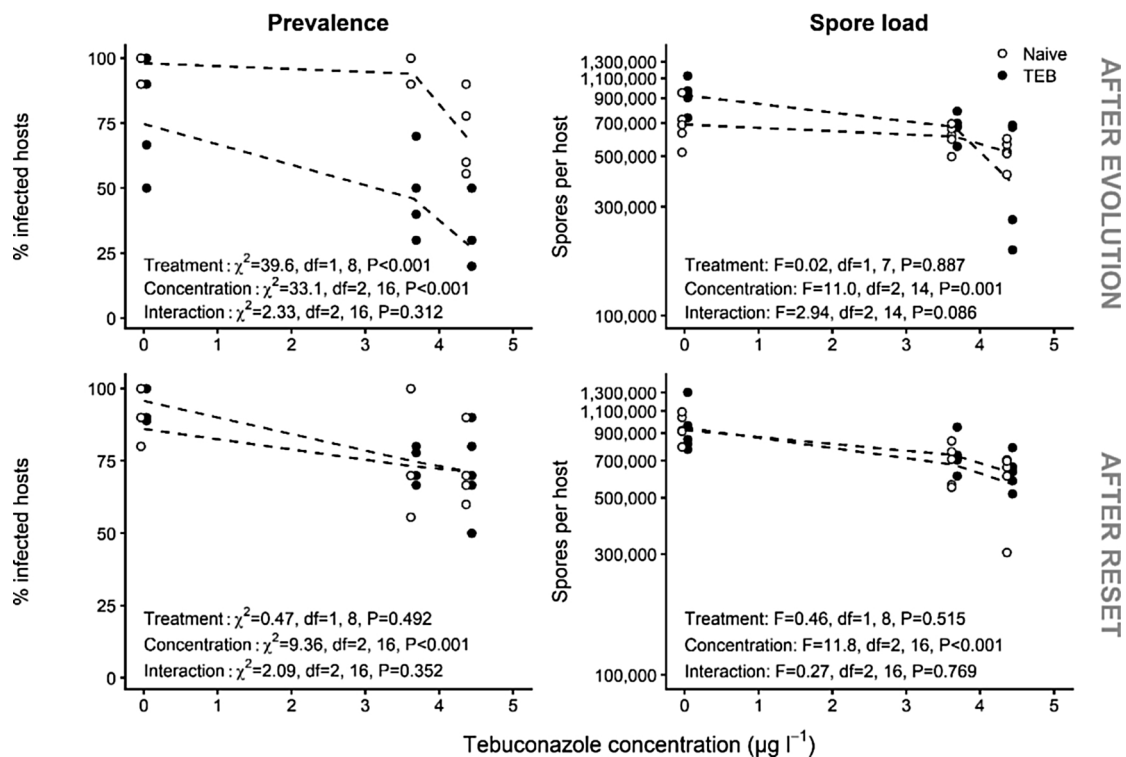 Prevalence
Spore load
AFTER EVOLUTION
% infected hosts
100
75
50
25
0
0 1 2 3 4 5
Treatment: χ²=39.6, df=1, 8, P<0.001
Concentration: χ²=33.1, df=2, 16, P<0.001
Interaction: χ²=2.33, df=2, 16, P=0.312
Spores per host
1,300,000
1,100,000
900,000
700,000
500,000
300,000
100,000
0 1 2 3 4 5
Naive
TEB
Treatment: F=0.02, df=1, 7, P=0.887
Concentration: F=11.0, df=2, 14, P=0.001
Interaction: F=2.94, df=2, 14, P=0.086
AFTER RESET
% infected hosts
100
75
50
25
0
0 1 2 3 4 5
Treatment: χ²=0.47, df=1, 8, P=0.492
Concentration: χ²=9.36, df=2, 16, P<0.001
Interaction: χ²=2.09, df=2, 16, P=0.352
Spores per host
1,300,000
1,100,000
900,000
700,000
500,000
300,000
100,000
0 1 2 3 4 5
Treatment: F=0.46, df=1, 8, P=0.515
Concentration: F=11.8, df=2, 16, P<0.001
Interaction: F=0.27, df=2, 16, P=0.769
Tebuconazole concentration (µg l⁻¹)